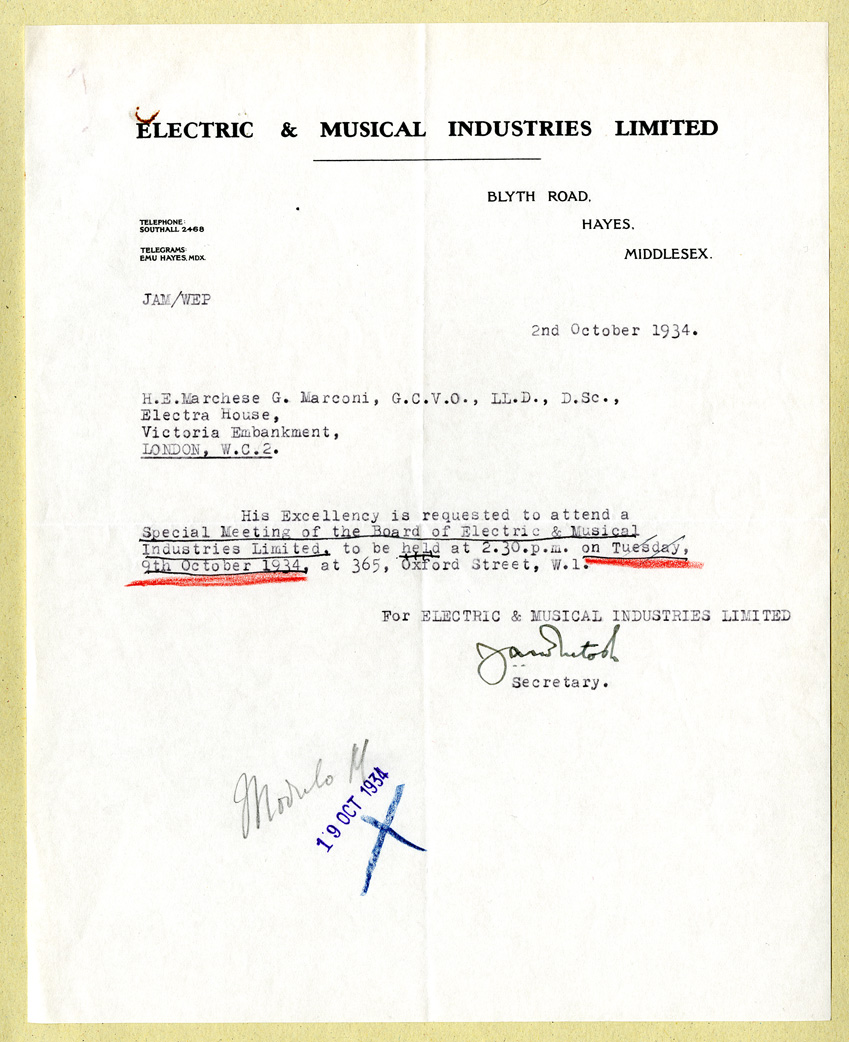 ELECTRIC & MUSICAL INDUSTRIES LIMITED
BLYTH ROAD,
HAYES,
MIDDLESEX.
TELEPHONE:
SOUTHALL 2468
TELEGRAMS:
EMU HAYES, MDX.
JAM/WEP
2nd October 1934.
H.E.Marchese G. Marconi, G.C.V.O., LL.D., D.Sc.,
Electra House,
Victoria Embankment,
LONDON, W.C.2.
His Excellency is requested to attend a
Special Meeting of the Board of Electric & Musical
Industries Limited, to be held at 2.30.p.m. on Tuesday,
9th October 1934, at 365, Oxford Street, W.1.
For ELECTRIC & MUSICAL INDUSTRIES LIMITED
Secretary.
Modulo M
19 OCT 1934